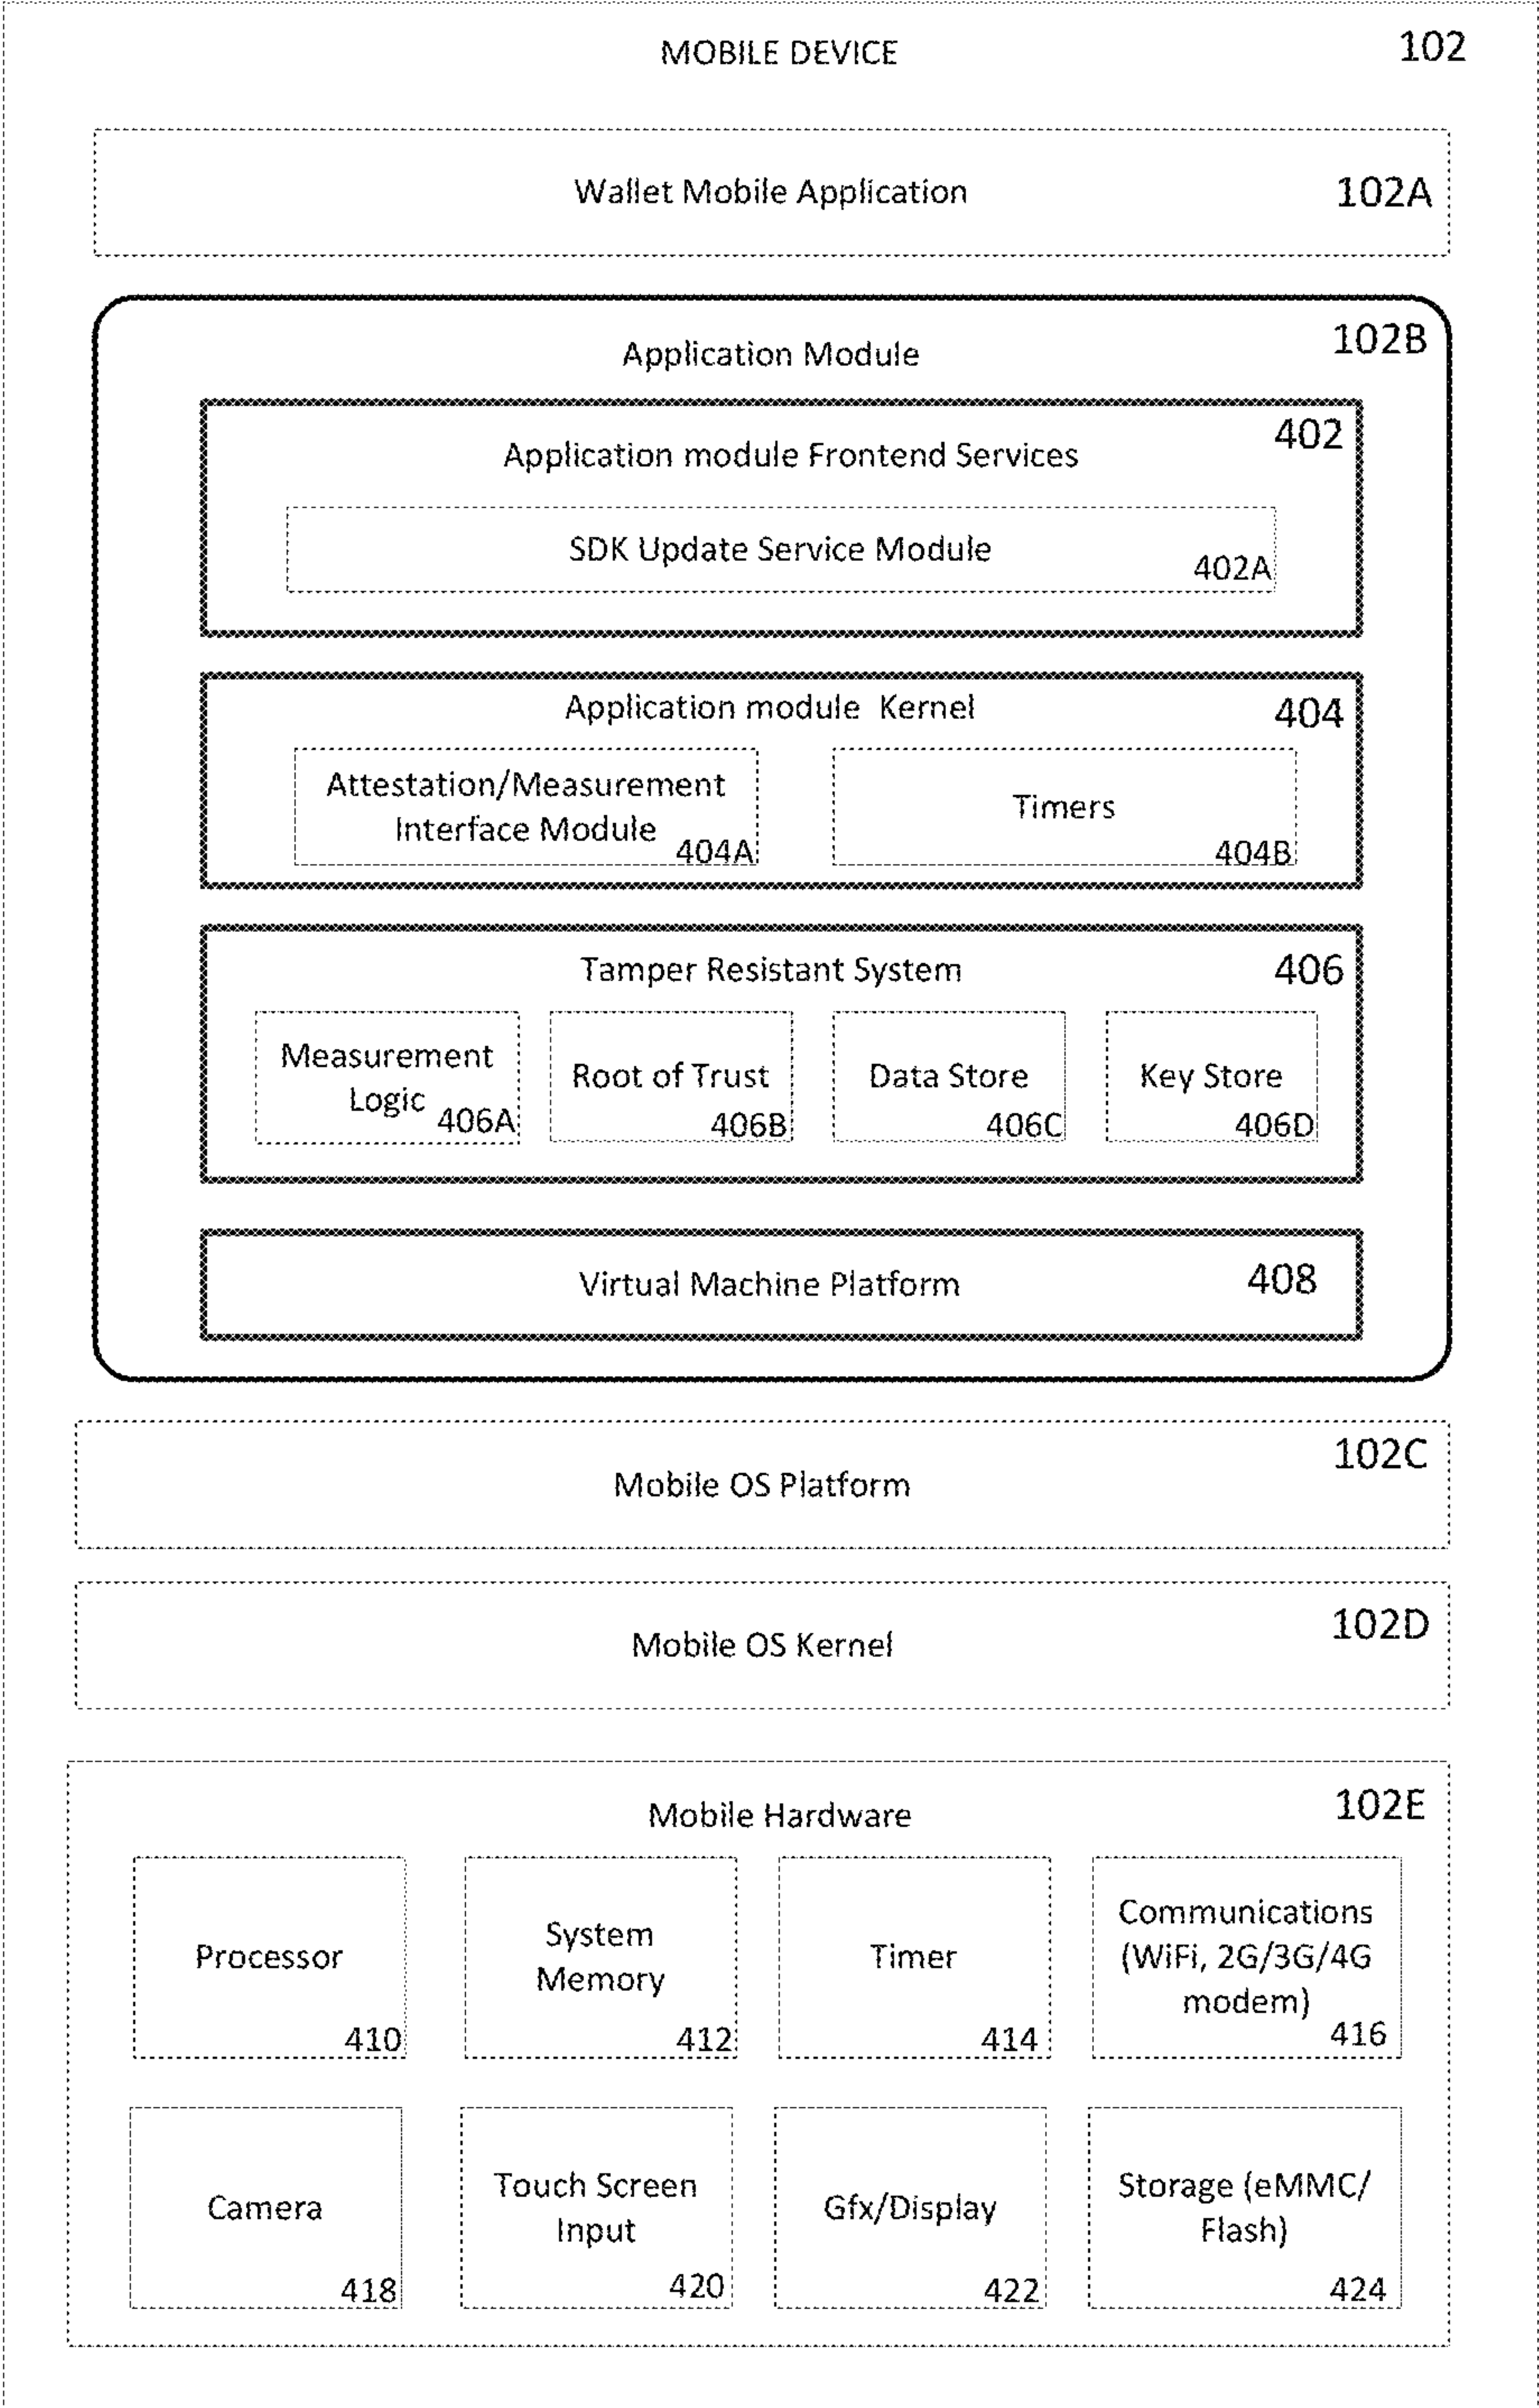 MOBILE DEVICE 102
Wallet Mobile Application 102A
102B
Application Module
402
Application module Frontend Services
SDK Update Service Module
402A
Application module Kernel 404
Attestation/Measurement
Interface Module
404A
Timers
404B
Tamper Resistant System 406
Measurement
Logic
406A
Root of Trust
406B
Data Store
406C
Key Store
406D
Virtual Machine Platform 408
102C
Mobile OS Platform
102D
Mobile OS Kernel
Mobile Hardware 102E
Processor
410
System
Memory
412
Timer
414
Communications
(WiFi, 2G/3G/4G
modem)
416
Camera
418
Touch Screen
Input
420
Gfx/Display
422
Storage (eMMC/
Flash)
424